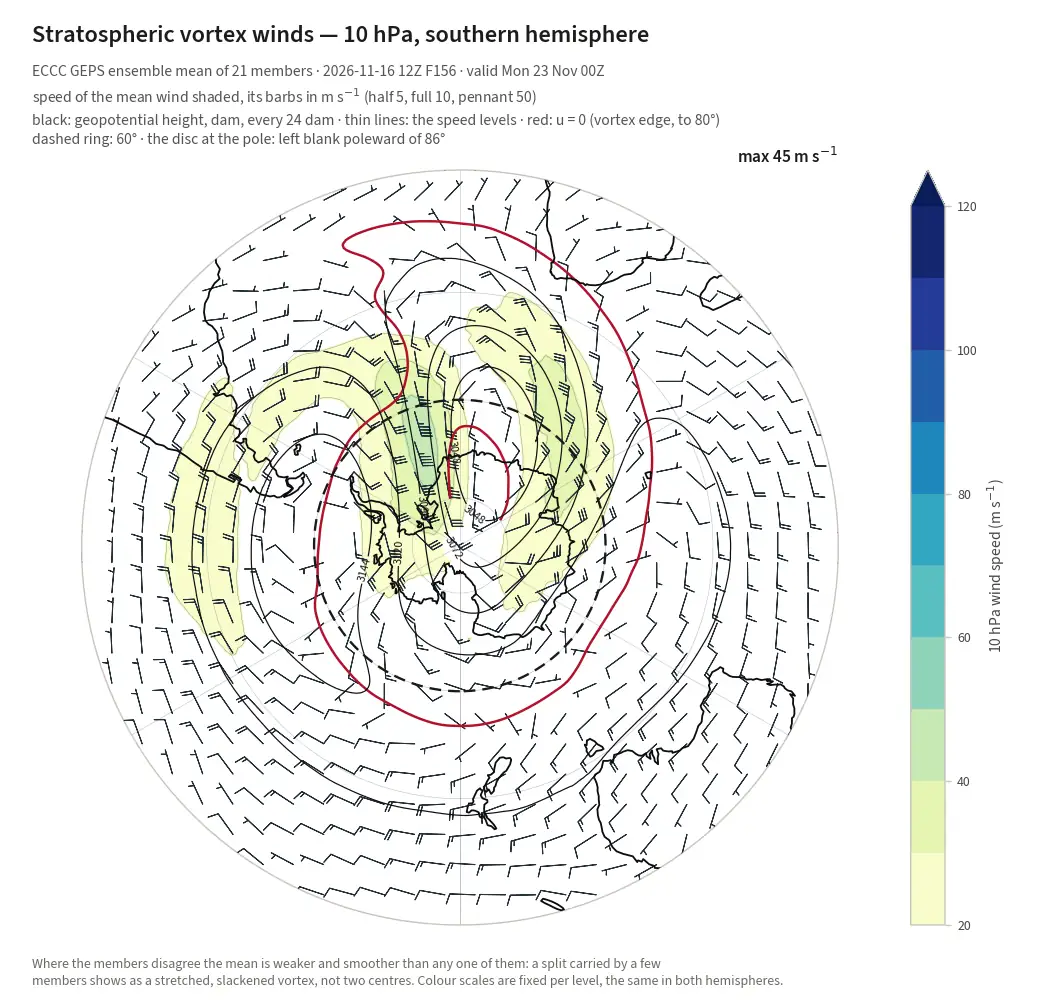 Stratospheric vortex winds — 10 hPa, southern hemisphere
ECCC GEPS ensemble mean of 21 members · 2026-11-16 12Z F156 · valid Mon 23 Nov 00Z
speed of the mean wind shaded, its barbs in m s⁻¹ (half 5, full 10, pennant 50)
black: geopotential height, dam, every 24 dam · thin lines: the speed levels · red: u = 0 (vortex edge, to 80°)
dashed ring: 60° · the disc at the pole: left blank poleward of 86°
max 45 m s⁻¹
120
100
80
60
40
20
10 hPa wind speed (m s⁻¹)
3048
3072
Where the members disagree the mean is weaker and smoother than any one of them: a split carried by a few
members shows as a stretched, slackened vortex, not two centres. Colour scales are fixed per level, the same in both hemispheres.